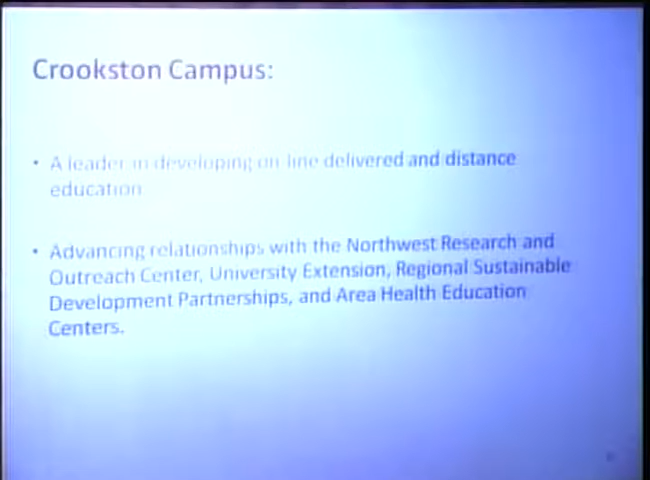 Crookston Campus:
• A leader in developing on line delivered and distance
education
• Advancing relationships with the Northwest Research and
Outreach Center, University Extension, Regional Sustainable
Development Partnerships, and Area Health Education
Centers.